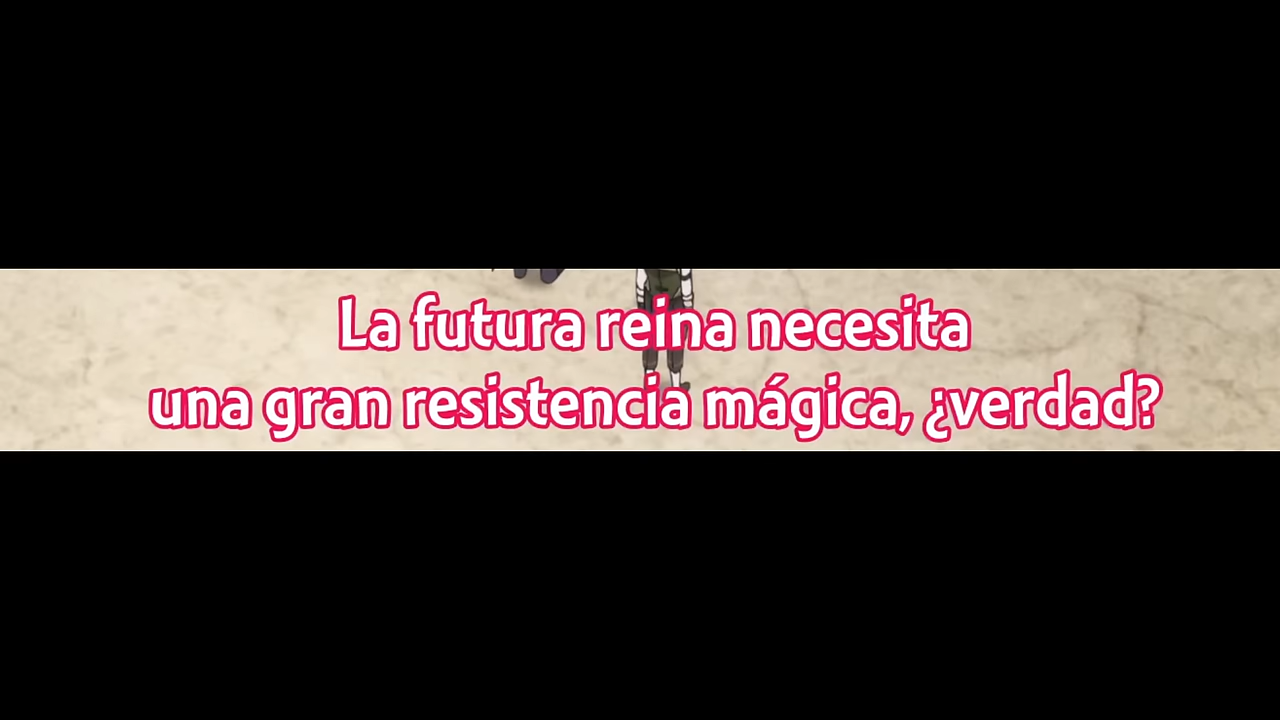 La futura reina necesita
una gran resistencia mágica, ¿verdad?